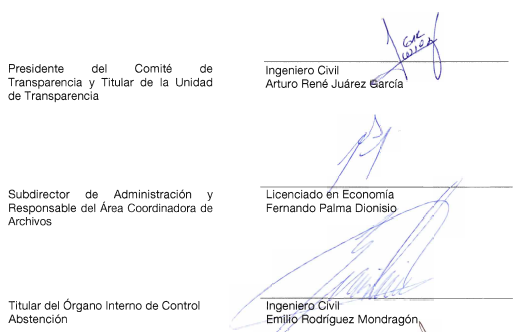 Presidente del Comité de
Transparencia y Titular de la Unidad
de Transparencia
Ingeniero Civil
Arturo René Juárez García
Subdirector de Administración y
Responsable del Área Coordinadora de
Archivos
Licenciado en Economía
Fernando Palma Dionisio
Titular del Órgano Interno de Control
Abstención
Ingeniero Civil
Emilio Rodríguez Mondragón